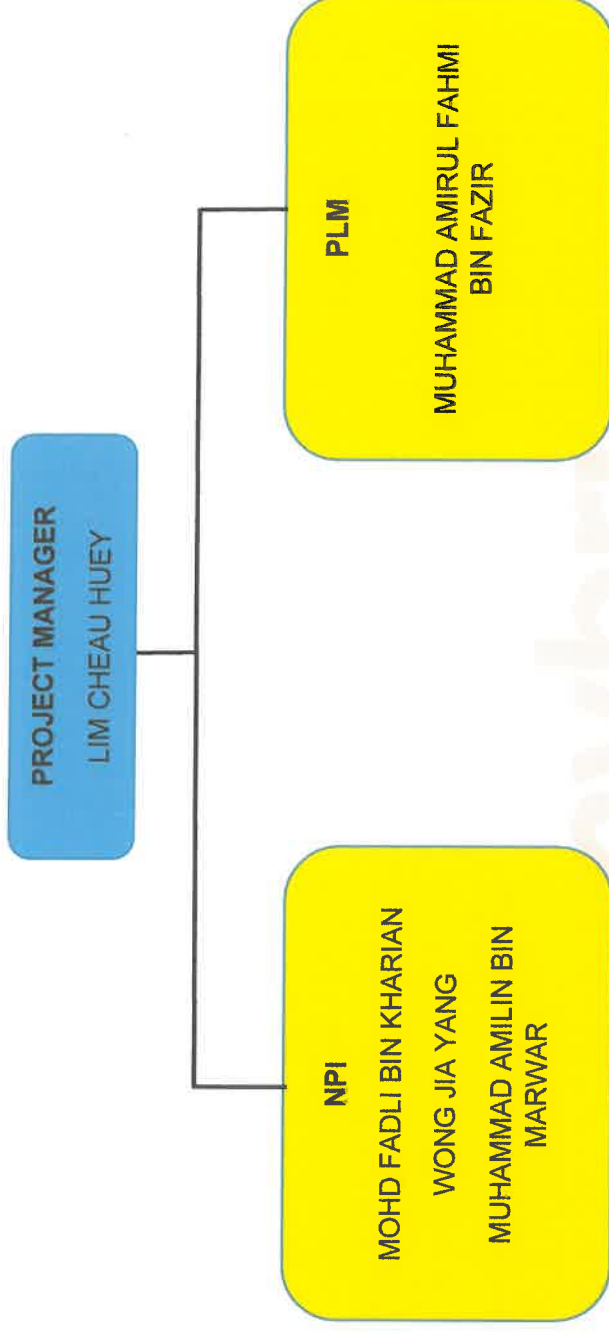 PROJECT MANAGER
LIM CHEAU HUEY
NPI
MOHD FADLI BIN KHARIAN
WONG JIA YANG
MUHAMMAD AMILIN BIN
MARWAR
PLM
MUHAMMAD AMIRUL FAHMI
BIN FAZIR